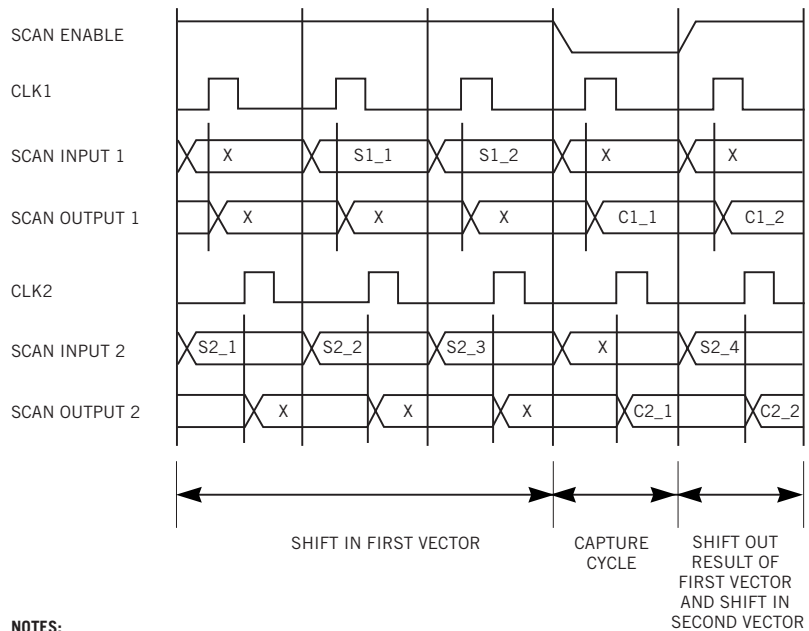 SCAN ENABLE
CLK1
SCAN INPUT 1 X S1_1 S1_2 X X
SCAN OUTPUT 1 X X X C1_1 C1_2
CLK2
SCAN INPUT 2 S2_1 S2_2 S2_3 X S2_4
SCAN OUTPUT 2 X X X C2_1 C2_2
SHIFT IN FIRST VECTOR
CAPTURE
CYCLE
SHIFT OUT
RESULT OF
FIRST VECTOR
AND SHIFT IN
SECOND VECTOR
NOTES: